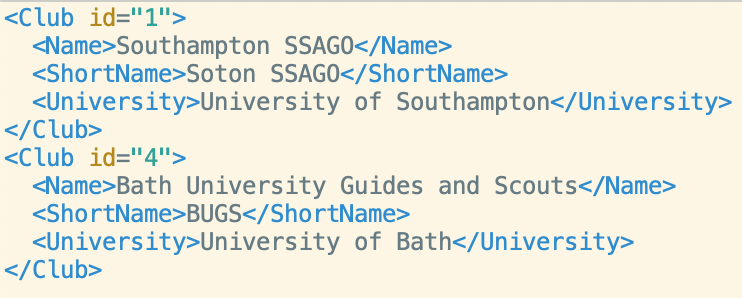 <Club id="1">
  <Name>Southampton SSAGO</Name>
  <ShortName>Soton SSAGO</ShortName>
  <University>University of Southampton</University>
</Club>
<Club id="4">
  <Name>Bath University Guides and Scouts</Name>
  <ShortName>BUGS</ShortName>
  <University>University of Bath</University>
</Club>